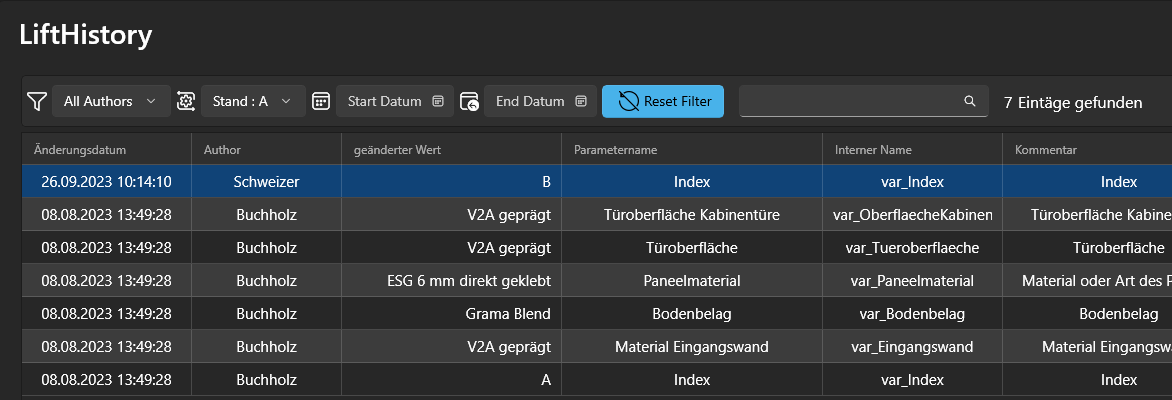 LiftHistory
All Authors Stand : A Start Datum End Datum Reset Filter 7 Eintäge gefunden
Änderungsdatum Author geänderter Wert Parametername Interner Name Kommentar
26.09.2023 10:14:10 Schweizer B Index var_Index Index
08.08.2023 13:49:28 Buchholz V2A geprägt Türoberfläche Kabinentüre var_OberflaecheKabinen Türoberfläche Kabine
08.08.2023 13:49:28 Buchholz V2A geprägt Türoberfläche var_Tueroberflaeche Türoberfläche
08.08.2023 13:49:28 Buchholz ESG 6 mm direkt geklebt Paneelmaterial var_Paneelmaterial Material oder Art des P
08.08.2023 13:49:28 Buchholz Grama Blend Bodenbelag var_Bodenbelag Bodenbelag
08.08.2023 13:49:28 Buchholz V2A geprägt Material Eingangswand var_Eingangswand Material Eingangswa
08.08.2023 13:49:28 Buchholz A Index var_Index Index